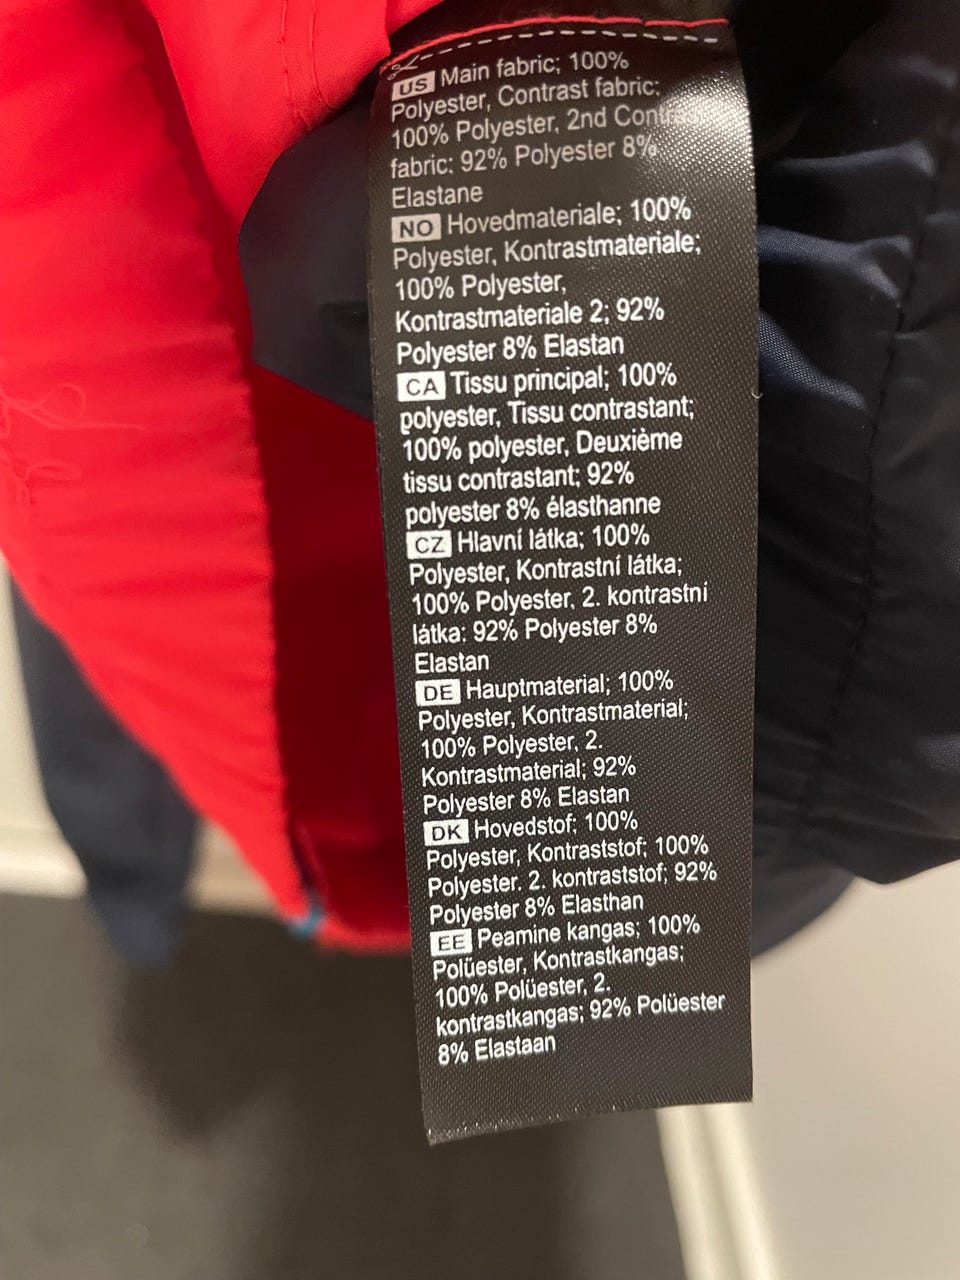 US Main fabric; 100%
Polyester, Contrast fabric:
100% Polyester, 2nd Contrast
fabric: 92% Polyester 8%
Elastane
NO Hovedmateriale; 100%
Polyester, Kontrastmateriale;
100% Polyester,
Kontrastmateriale 2; 92%
Polyester 8% Elastan
CA Tissu principal; 100%
polyester, Tissu contrastant;
100% polyester, Deuxième
tissu contrastant; 92%
polyester 8% élasthanne
CZ Hlavní látka; 100%
Polyester, Kontrastní látka;
100% Polyester, 2. kontrastní
látka: 92% Polyester 8%
Elastan
DE Hauptmaterial; 100%
Polyester, Kontrastmaterial;
100% Polyester, 2.
Kontrastmaterial; 92%
Polyester 8% Elastan
DK Hovedstof; 100%
Polyester, Kontraststof; 100%
Polyester. 2. kontraststof; 92%
Polyester 8% Elasthan
EE Peamine kangas; 100%
Polüester, Kontrastkangas;
100% Polüester, 2.
kontrastkangas; 92% Polüester
8% Elastaan